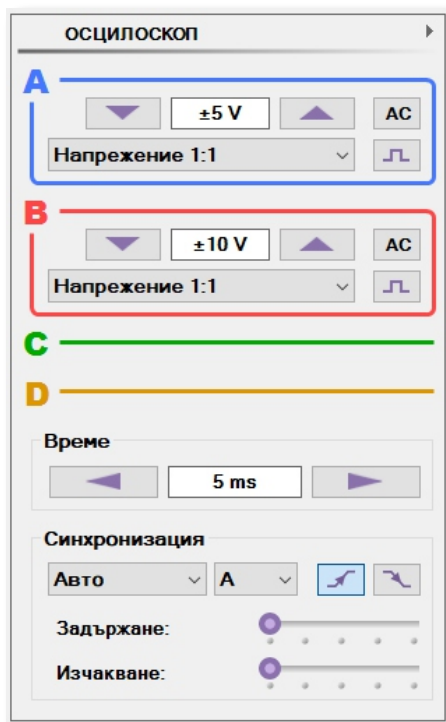 ОСЦИЛОСКОП
A
±5 V
AC
Напрежение 1:1
B
±10 V
AC
Напрежение 1:1
C
D
Време
5 ms
Синхронизация
Авто
A
Задържане:
Изчакване: